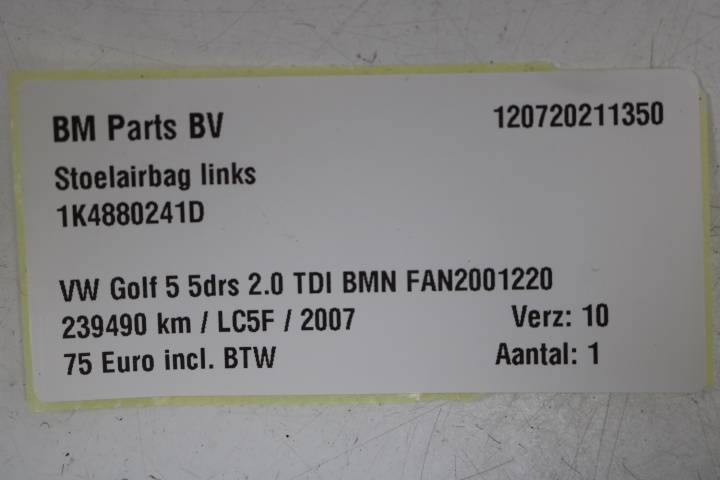 BM Parts BV 120720211350
Stoelairbag links
1K4880241D
VW Golf 5 5drs 2.0 TDI BMN FAN2001220
239490 km / LC5F / 2007 Verz: 10
75 Euro incl. BTW Aantal: 1